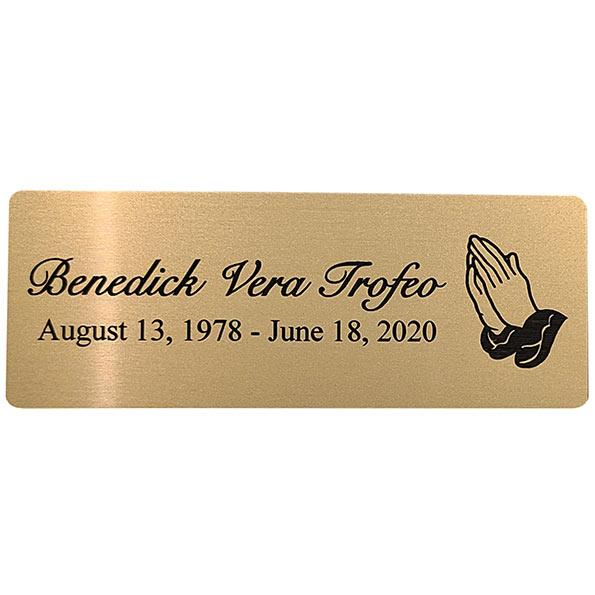 Benedick Vera Trofeo
August 13, 1978 - June 18, 2020